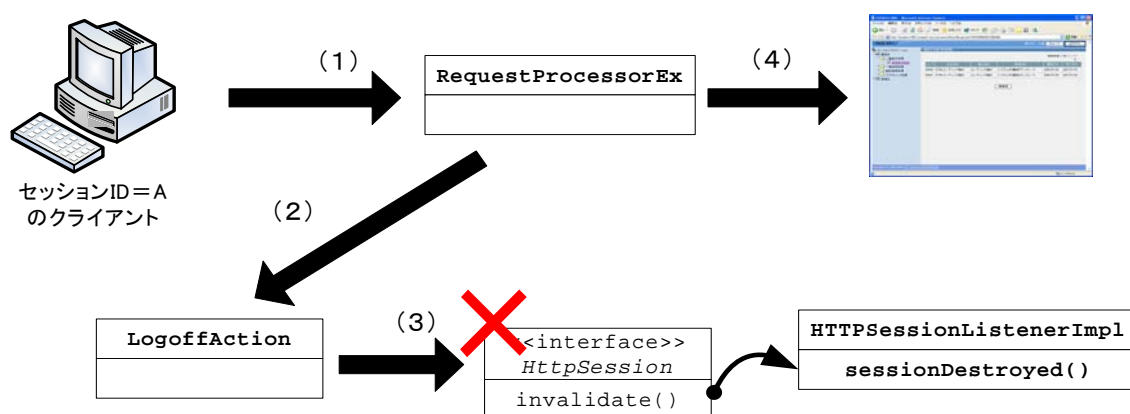 (1)
RequestProcessorEx
(4)
セッションID＝A
のクライアント
(2)
LogoffAction
(3)
<<interface>>
HttpSession
invalidate()
HTTPSessionListenerImpl
sessionDestroyed()